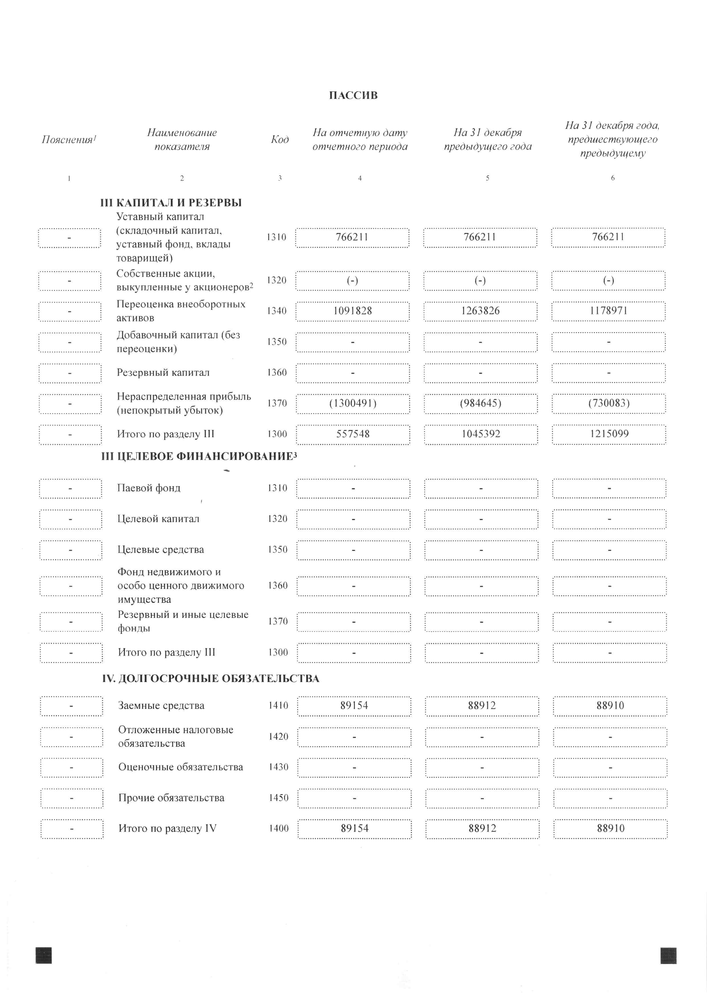 ПАССИВ
Пояснения1 Наименование показателя Код На отчетную дату отчетного периода На 31 декабря предыдущего года На 31 декабря года, предшествующего предыдущему
1 2 3 4 5 6
III КАПИТАЛ И РЕЗЕРВЫ
Уставный капитал
(складочный капитал,
уставный фонд, вклады
товарищей)
- 1310 766211 766211 766211
Собственные акции,
выкупленные у акционеров2
- 1320 (-) (-) (-)
Переоценка внеоборотных
активов
- 1340 1091828 1263826 1178971
Добавочный капитал (без
переоценки)
- 1350 - - -
- Резервный капитал 1360 - - -
Нераспределенная прибыль
(непокрытый убыток)
- 1370 (1300491) (984645) (730083)
- Итого по разделу III 1300 557548 1045392 1215099
III ЦЕЛЕВОЕ ФИНАНСИРОВАНИЕ3
- Паевой фонд 1310 - - -
- Целевой капитал 1320 - - -
- Целевые средства 1350 - - -
Фонд недвижимого и
особо ценного движимого
имущества
- 1360 - - -
Резервный и иные целевые
фонды
- 1370 - - -
- Итого по разделу III 1300 - - -
IV. ДОЛГОСРОЧНЫЕ ОБЯЗАТЕЛЬСТВА
- Заемные средства 1410 89154 88912 88910
Отложенные налоговые
обязательства
- 1420 - - -
- Оценочные обязательства 1430 - - -
- Прочие обязательства 1450 - - -
- Итого по разделу IV 1400 89154 88912 88910